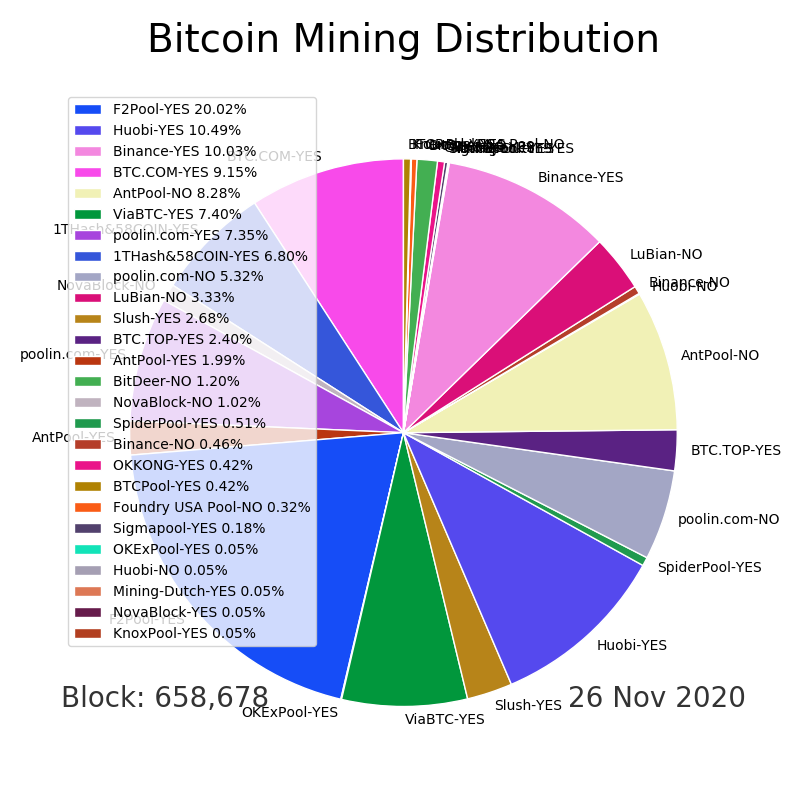 Bitcoin Mining Distribution
F2Pool-YES 20.02%
Huobi-YES 10.49%
Binance-YES 10.03%
BTC.COM-YES 9.15%
AntPool-NO 8.28%
ViaBTC-YES 7.40%
poolin.com-YES 7.35%
1THash&58COIN-YES 6.80%
poolin.com-NO 5.32%
LuBian-NO 3.33%
Slush-YES 2.68%
BTC.TOP-YES 2.40%
AntPool-YES 1.99%
BitDeer-NO 1.20%
NovaBlock-NO 1.02%
SpiderPool-YES 0.51%
Binance-NO 0.46%
OKKONG-YES 0.42%
BTCPool-YES 0.42%
Foundry USA Pool-NO 0.32%
Sigmapool-YES 0.18%
OKExPool-YES 0.05%
Huobi-NO 0.05%
Mining-Dutch-YES 0.05%
NovaBlock-YES 0.05%
KnoxPool-YES 0.05%
BTC.COM-YES
1THash&58COIN-YES
NovaBlock-NO
poolin.com-YES
AntPool-YES
F2Pool-YES
OKExPool-YES
ViaBTC-YES
Slush-YES
Huobi-YES
SpiderPool-YES
poolin.com-NO
BTC.TOP-YES
AntPool-NO
Huobi-NO
Binance-NO
LuBian-NO
Binance-YES
Block: 658,678
26 Nov 2020